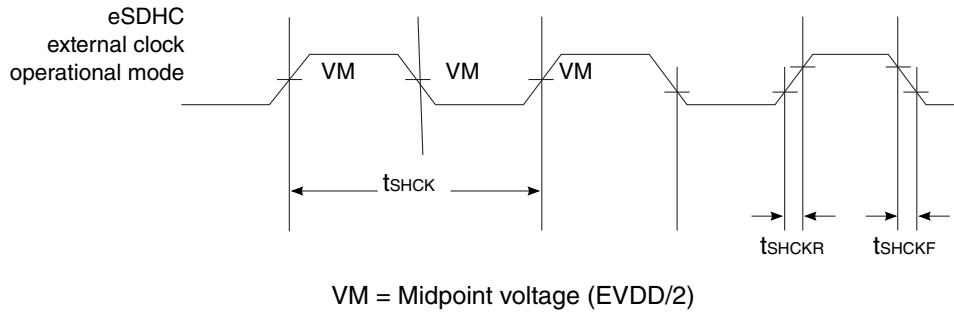 eSDHC
external clock
operational mode
VM VM VM
tSHCK
tSHCKR tSHCKF
VM = Midpoint voltage (EVDD/2)